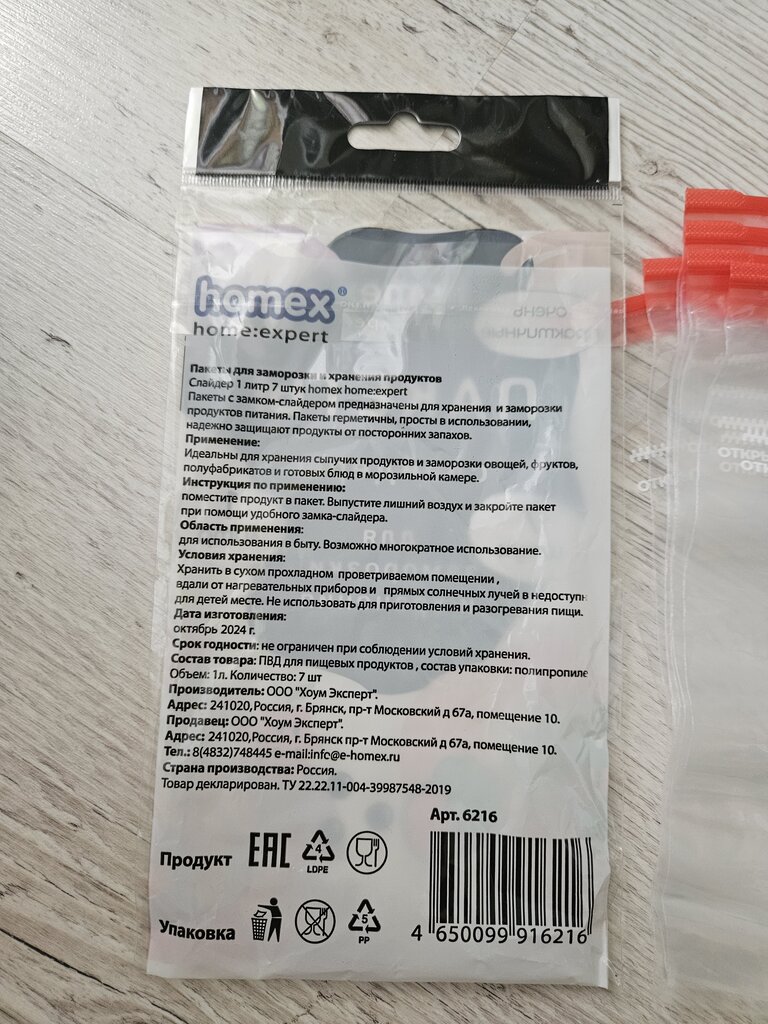 homex®
home:expert
очень
практичные
Пакеты для заморозки и хранения продуктов
Слайдер 1 литр 7 штук homex home:expert
Пакеты с замком-слайдером предназначены для хранения и заморозки
продуктов питания. Пакеты герметичны, просты в использовании,
надежно защищают продукты от посторонних запахов.
Применение:
Идеальны для хранения сыпучих продуктов и заморозки овощей, фруктов,
полуфабрикатов и готовых блюд в морозильной камере.
Инструкция по применению:
поместите продукт в пакет. Выпустите лишний воздух и закройте пакет
при помощи удобного замка-слайдера.
Область применения:
для использования в быту. Возможно многократное использование.
Условия хранения:
Хранить в сухом прохладном проветриваемом помещении ,
вдали от нагревательных приборов и прямых солнечных лучей в недоступн
для детей месте. Не использовать для приготовления и разогревания пищи.
Дата изготовления:
октябрь 2024 г.
Срок годности: не ограничен при соблюдении условий хранения.
Состав товара: ПВД для пищевых продуктов , состав упаковки: полипропиле
Объем: 1л. Количество: 7 шт
Производитель: ООО "Хоум Эксперт".
Адрес: 241020,Россия, г. Брянск, пр-т Московский д 67а, помещение 10.
Продавец: ООО "Хоум Эксперт".
Адрес: 241020,Россия, г. Брянск пр-т Московский д 67а, помещение 10.
Тел.: 8(4832)748445 e-mail:info@e-homex.ru
Страна производства: Россия.
Товар декларирован. ТУ 22.22.11-004-39987548-2019
Арт. 6216
Продукт EAC 4 LDPE
Упаковка 5 PP
4 650099 916216
ОТКРЫ